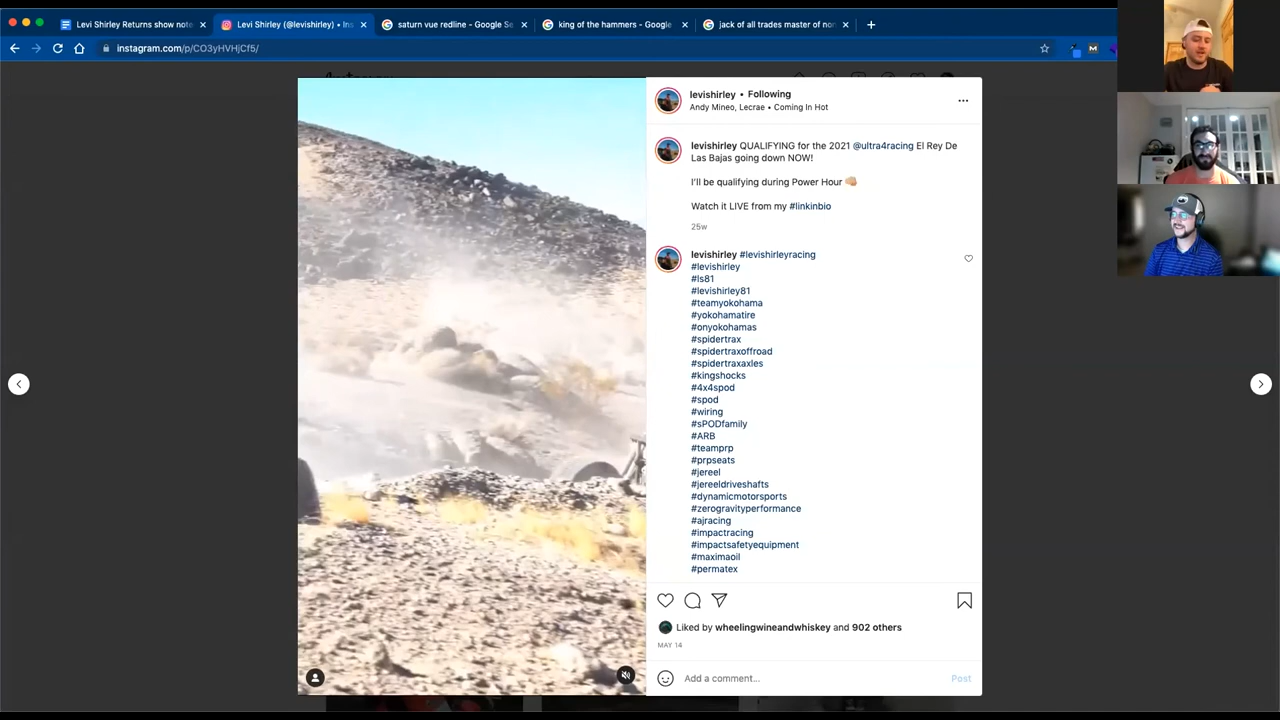 Levi Shirley Returns show note
Levi Shirley (@levishirley) • Ins
saturn vue redline - Google Se
king of the hammers - Google
jack of all trades master of non
instagram.com/p/CO3yHVHjCf5/
M
levishirley • Following
Andy Mineo, Lecrae • Coming In Hot
levishirley QUALIFYING for the 2021 @ultra4racing El Rey De
Las Bajas going down NOW!
I'll be qualifying during Power Hour 👊🏼
Watch it LIVE from my #linkinbio
25w
levishirley #levishirleyracing
#levishirley
#ls81
#levishirley81
#teamyokohama
#yokohamatire
#onyokohamas
#spidertrax
#spidertraxoffroad
#spidertraxaxles
#kingshocks
#4x4spod
#spod
#wiring
#sPODfamily
#ARB
#teamprp
#prpseats
#jereel
#jereeldriveshafts
#dynamicmotorsports
#zerogravityperformance
#ajracing
#impactracing
#impactsafetyequipment
#maximaoil
#permatex
Liked by wheelingwineandwhiskey and 902 others
MAY 14
Add a comment...
Post